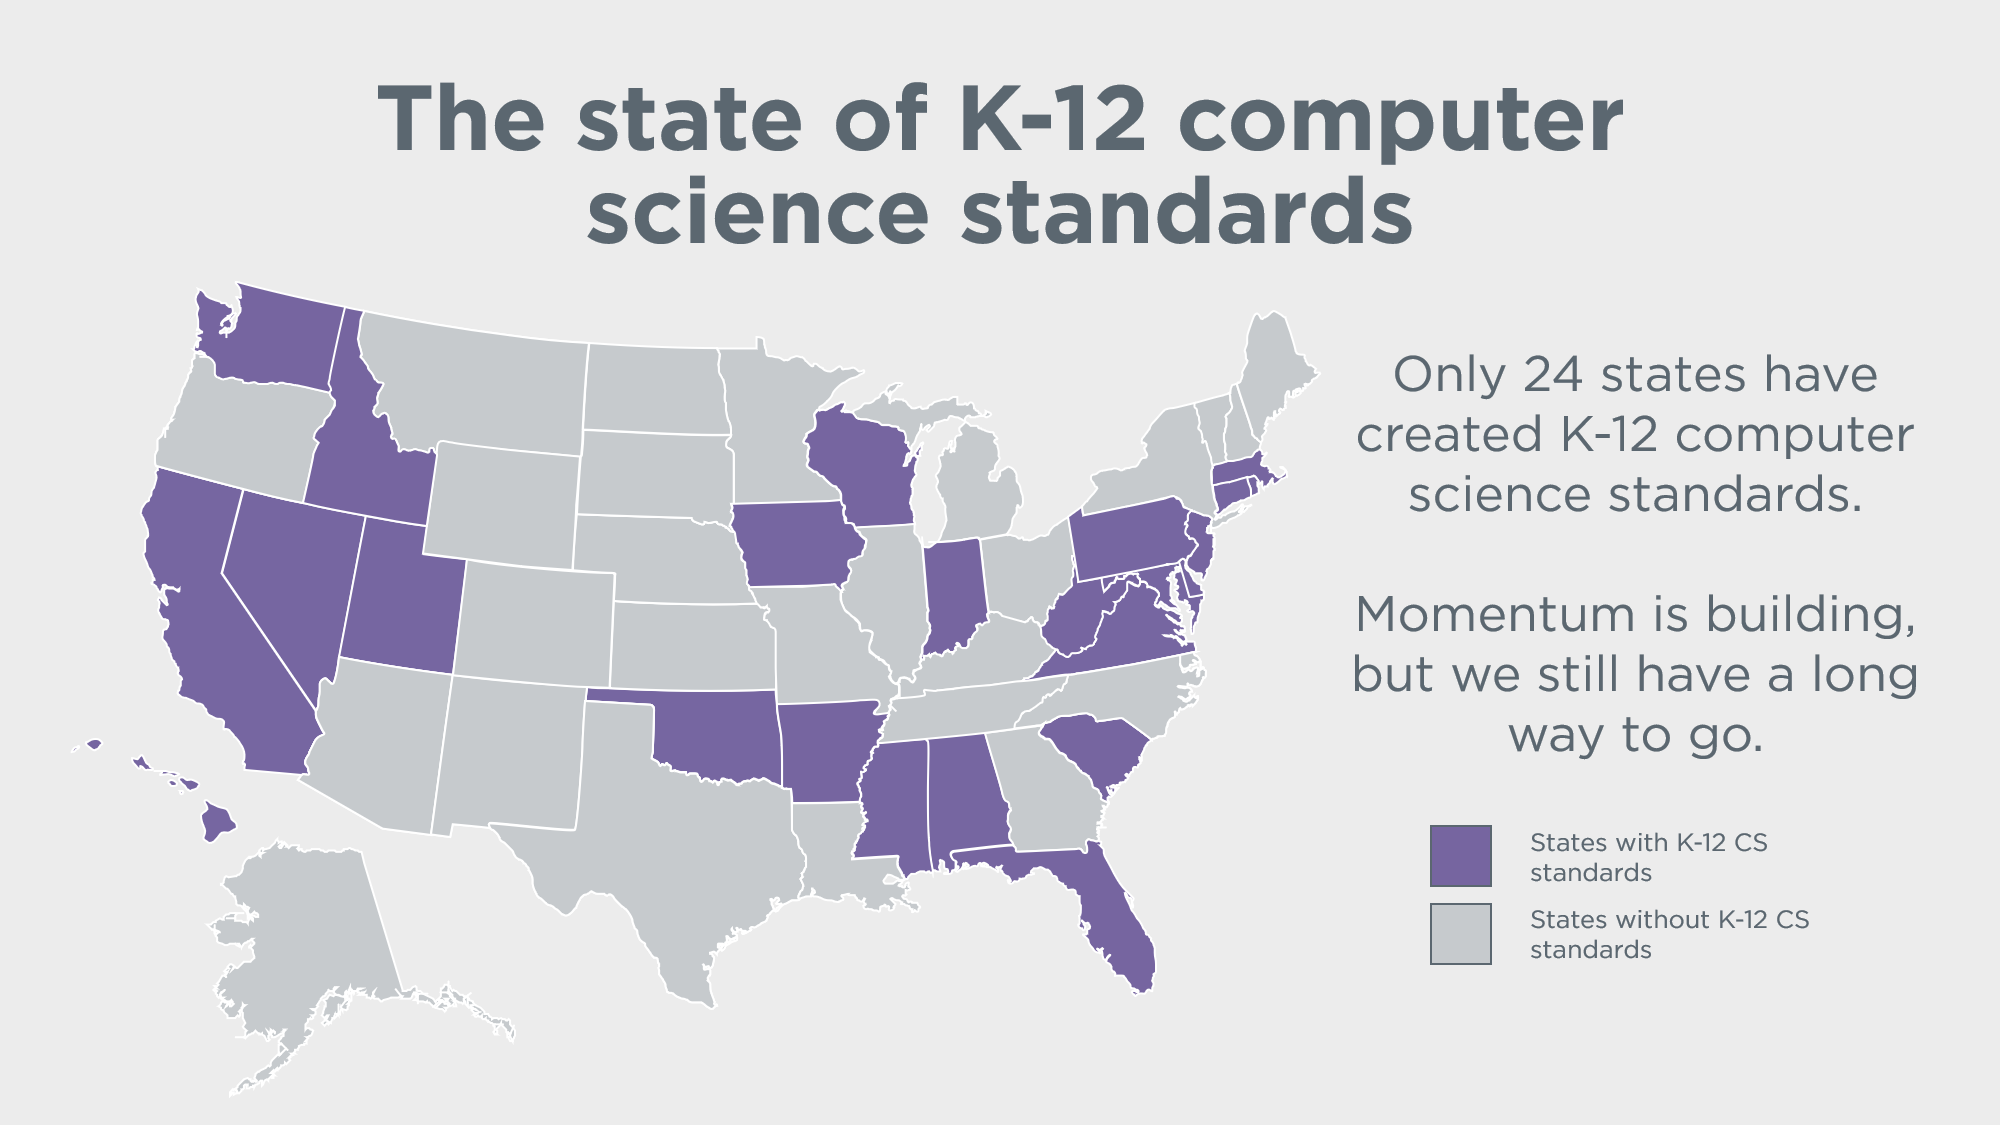 The state of K-12 computer
science standards
Only 24 states have
created K-12 computer
science standards.
Momentum is building,
but we still have a long
way to go.
States with K-12 CS
standards
States without K-12 CS
standards